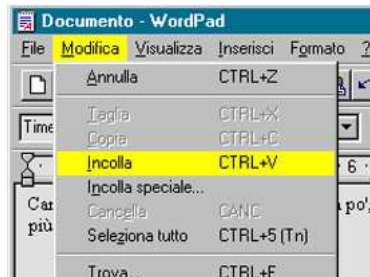 Documento - WordPad
File Modifica Visualizza Inserisci Formato ?
Annulla CTRL+Z
Taglia CTRL+X
Time
Copia CTRL+C
Incolla CTRL+V
6
Incolla speciale...
Car
Cancella CANC
po',
più
Seleziona tutto CTRL+5 (Tn)
Trova... CTRL+F